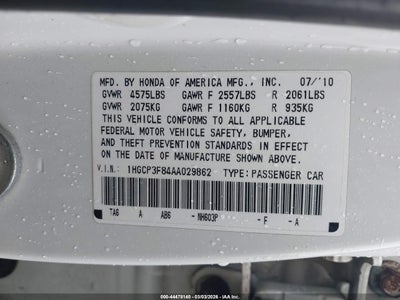 MFD. BY HONDA OF AMERICA MFG., INC. 07/'10
GVWR 4575LBS GAWR F 2557LBS R 2061LBS
GVWR 2075KG GAWR F 1160KG R 935KG
THIS VEHICLE CONFORMS TO ALL APPLICABLE
FEDERAL MOTOR VEHICLE SAFETY, BUMPER,
AND THEFT PREVENTION STANDARDS IN EFFECT
ON THE DATE OF MANUFACTURE SHOWN ABOVE.
V.I.N.: 1HGCP3F84AA029862 TYPE: PASSENGER CAR
TA6 A AB6 - NH603P - F - A
000-44478140 - 03/03/2026 -